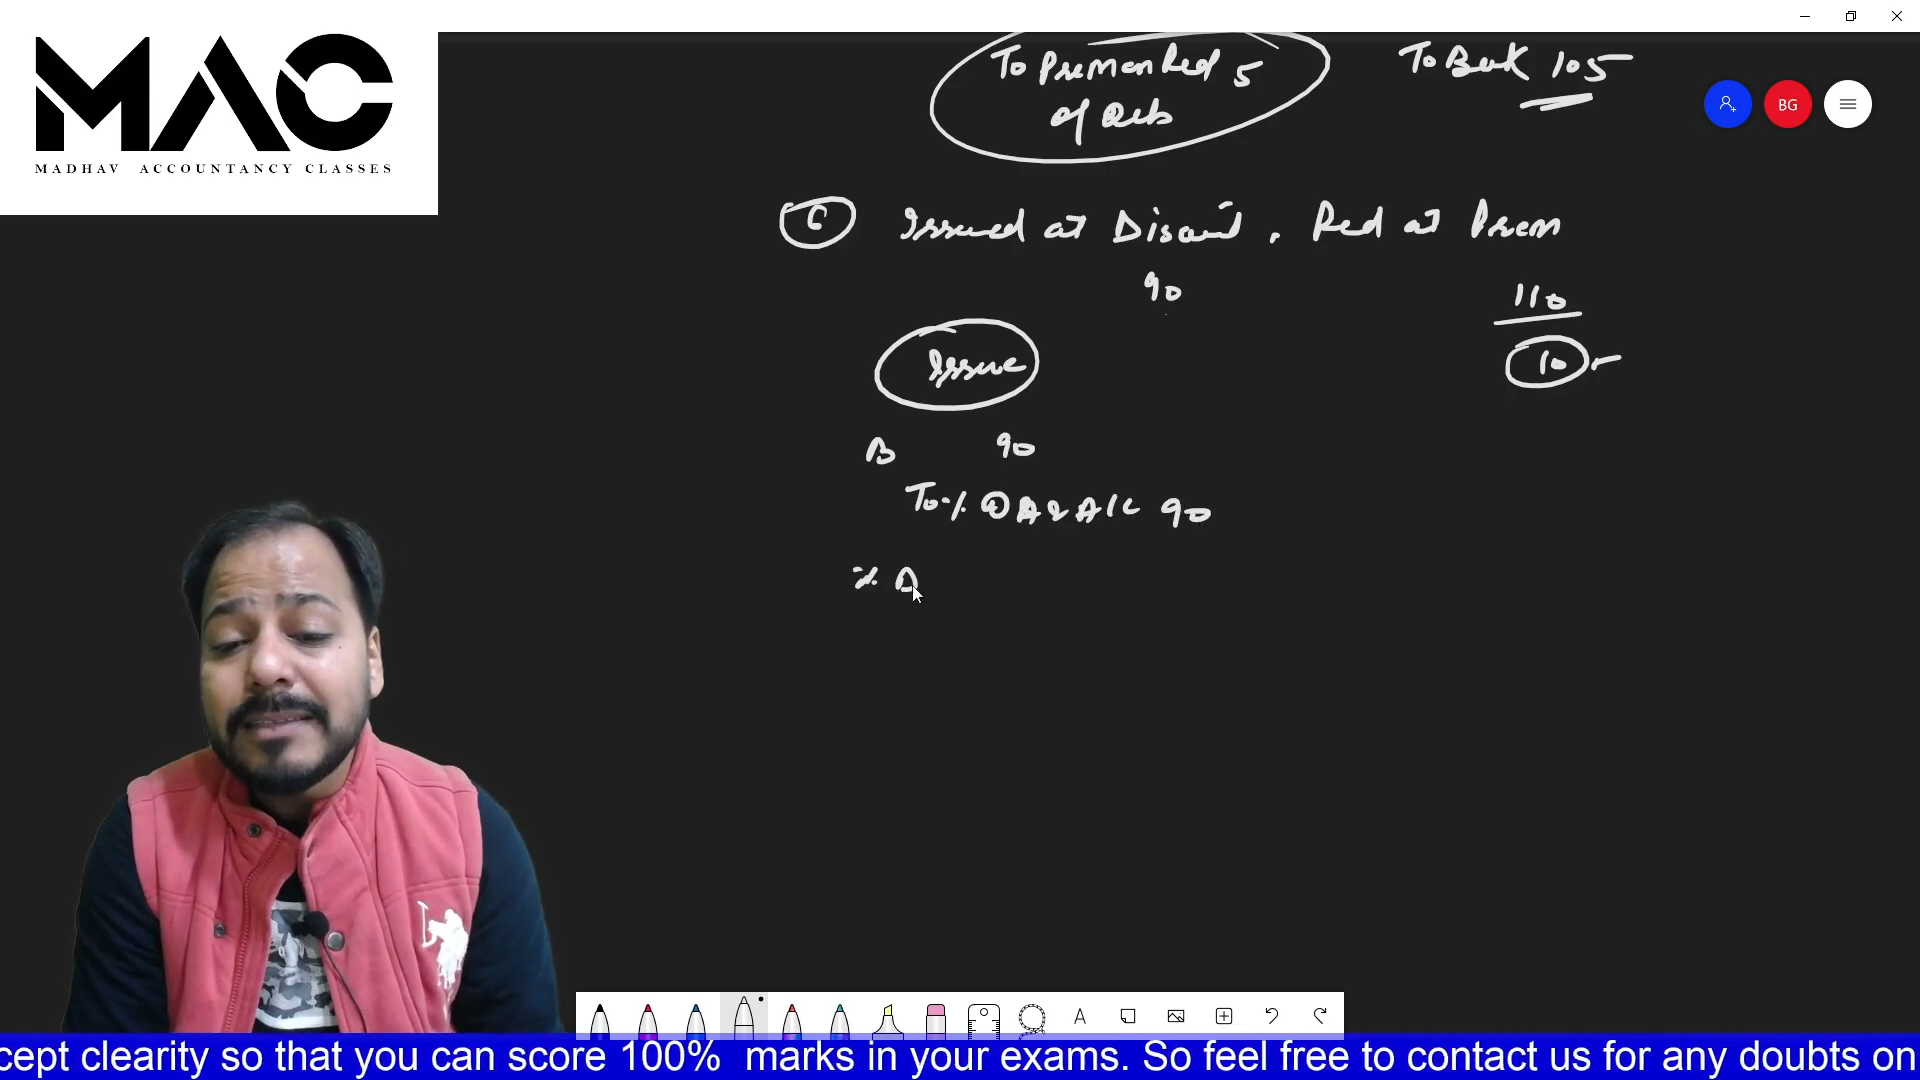 MAC
MADHAV ACCOUNTANCY CLASSES
To Prem on Red 5
of Deb
To Bank 105
BG
6 Issued at Discount, Red at Prem
90
110
10
Issue
B 90
To % D A & A/c 90
% D
A
cept clearity so that you can score 100% marks in your exams. So feel free to contact us for any doubts on